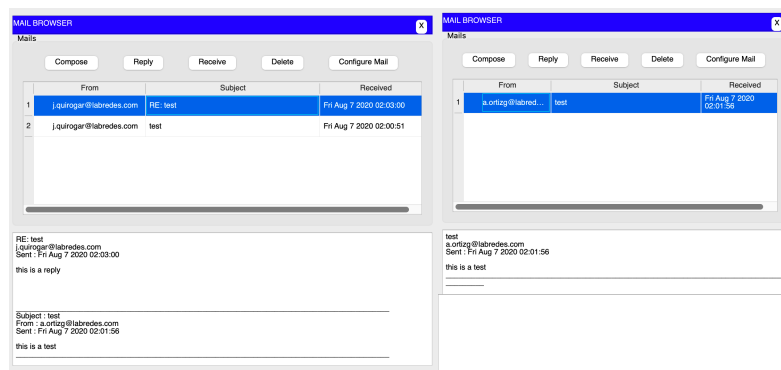 MAIL BROWSER
X
Mails
Compose Reply Receive Delete Configure Mail
From Subject Received
1 j.quirogar@labredes.com RE: test Fri Aug 7 2020 02:03:00
2 j.quirogar@labredes.com test Fri Aug 7 2020 02:00:51
RE: test
j.quirogar@labredes.com
Sent : Fri Aug 7 2020 02:03:00
this is a reply
Subject : test
From : a.ortizg@labredes.com
Sent : Fri Aug 7 2020 02:01:56
this is a test
MAIL BROWSER
X
Mails
Compose Reply Receive Delete Configure Mail
From Subject Received
1 a.ortizg@labred... test Fri Aug 7 2020
02:01:56
test
a.ortizg@labredes.com
Sent : Fri Aug 7 2020 02:01:56
this is a test